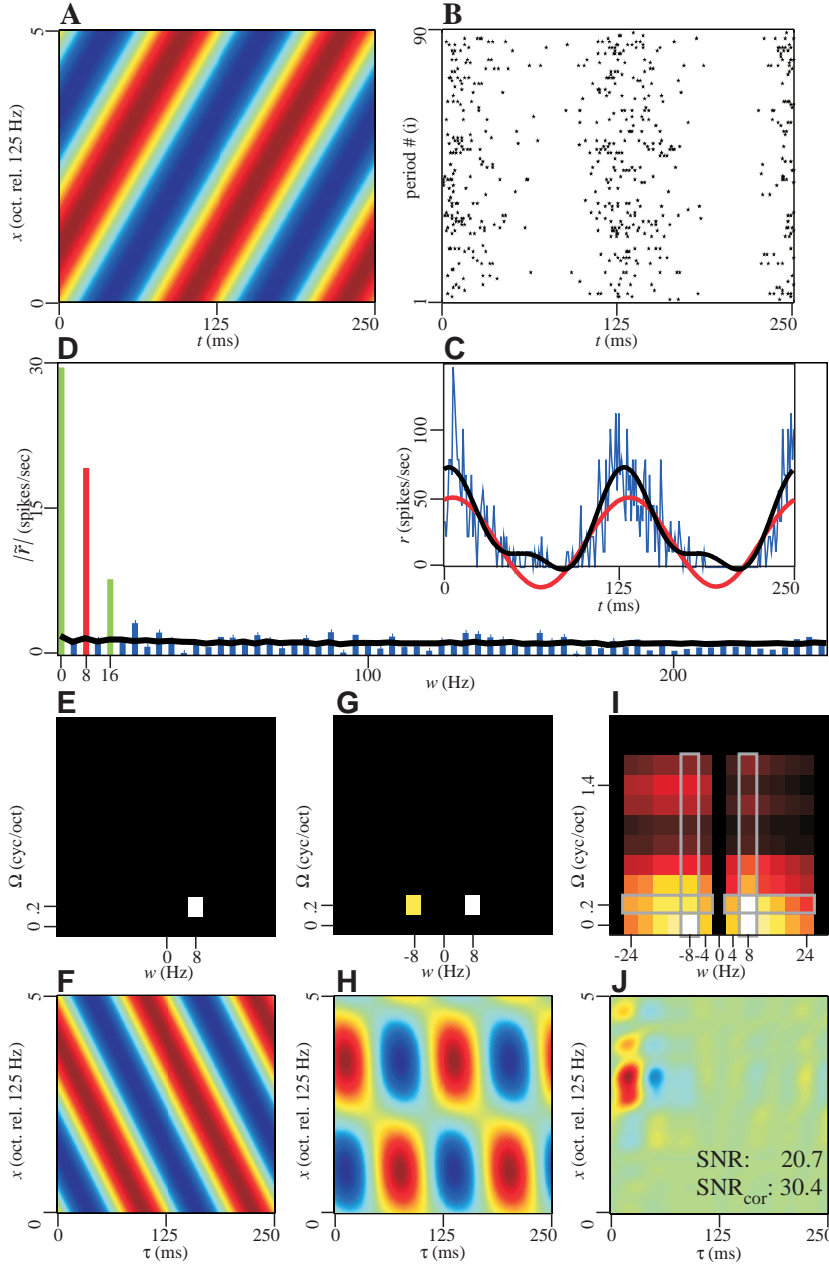 A
B
5
0
x (oct. rel. 125 Hz)
0
125
250
t (ms)
90
1
period # (i)
0
125
250
t (ms)
D
30
15
0
|r̃| (spikes/sec)
0
8
16
100
200
w (Hz)
C
100
50
0
r (spikes/sec)
0
125
250
t (ms)
E
Ω (cyc/oct)
.2
0
0
8
w (Hz)
G
Ω (cyc/oct)
.2
0
-8
0
8
w (Hz)
I
1.4
Ω (cyc/oct)
.2
0
-24
-8
-4
0
4
8
24
w (Hz)
F
5
0
x (oct. rel. 125 Hz)
0
125
250
τ (ms)
H
5
0
x (oct. rel. 125 Hz)
0
125
250
τ (ms)
J
5
0
x (oct. rel. 125 Hz)
SNR: 20.7
SNRcor: 30.4
0
125
250
τ (ms)